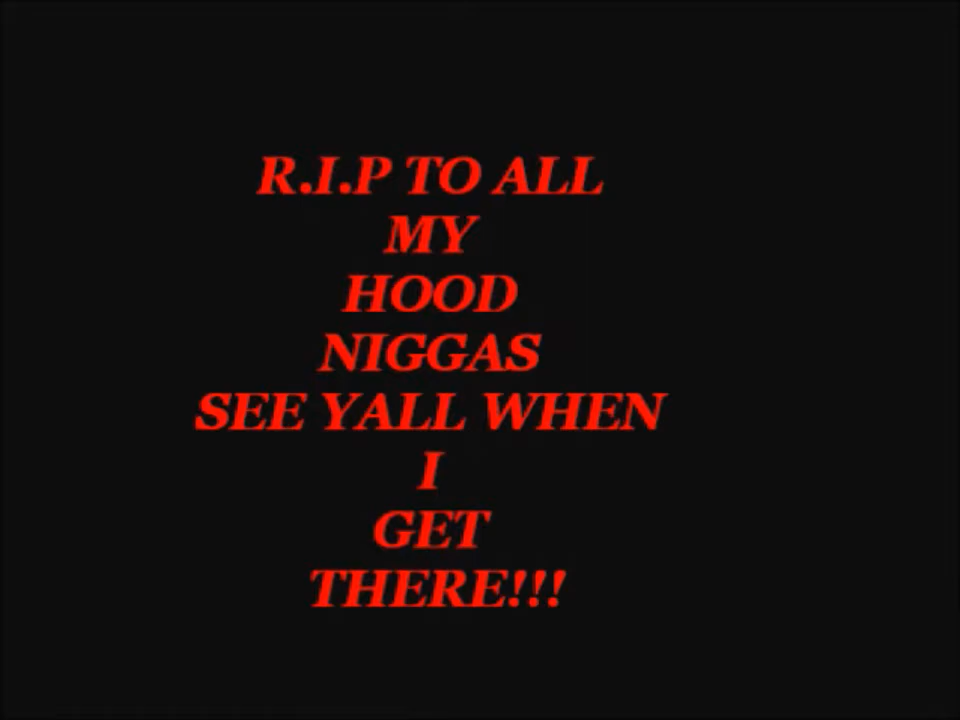 R.I.P TO ALL
MY
HOOD
NIGGAS
SEE YALL WHEN
I
GET
THERE!!!